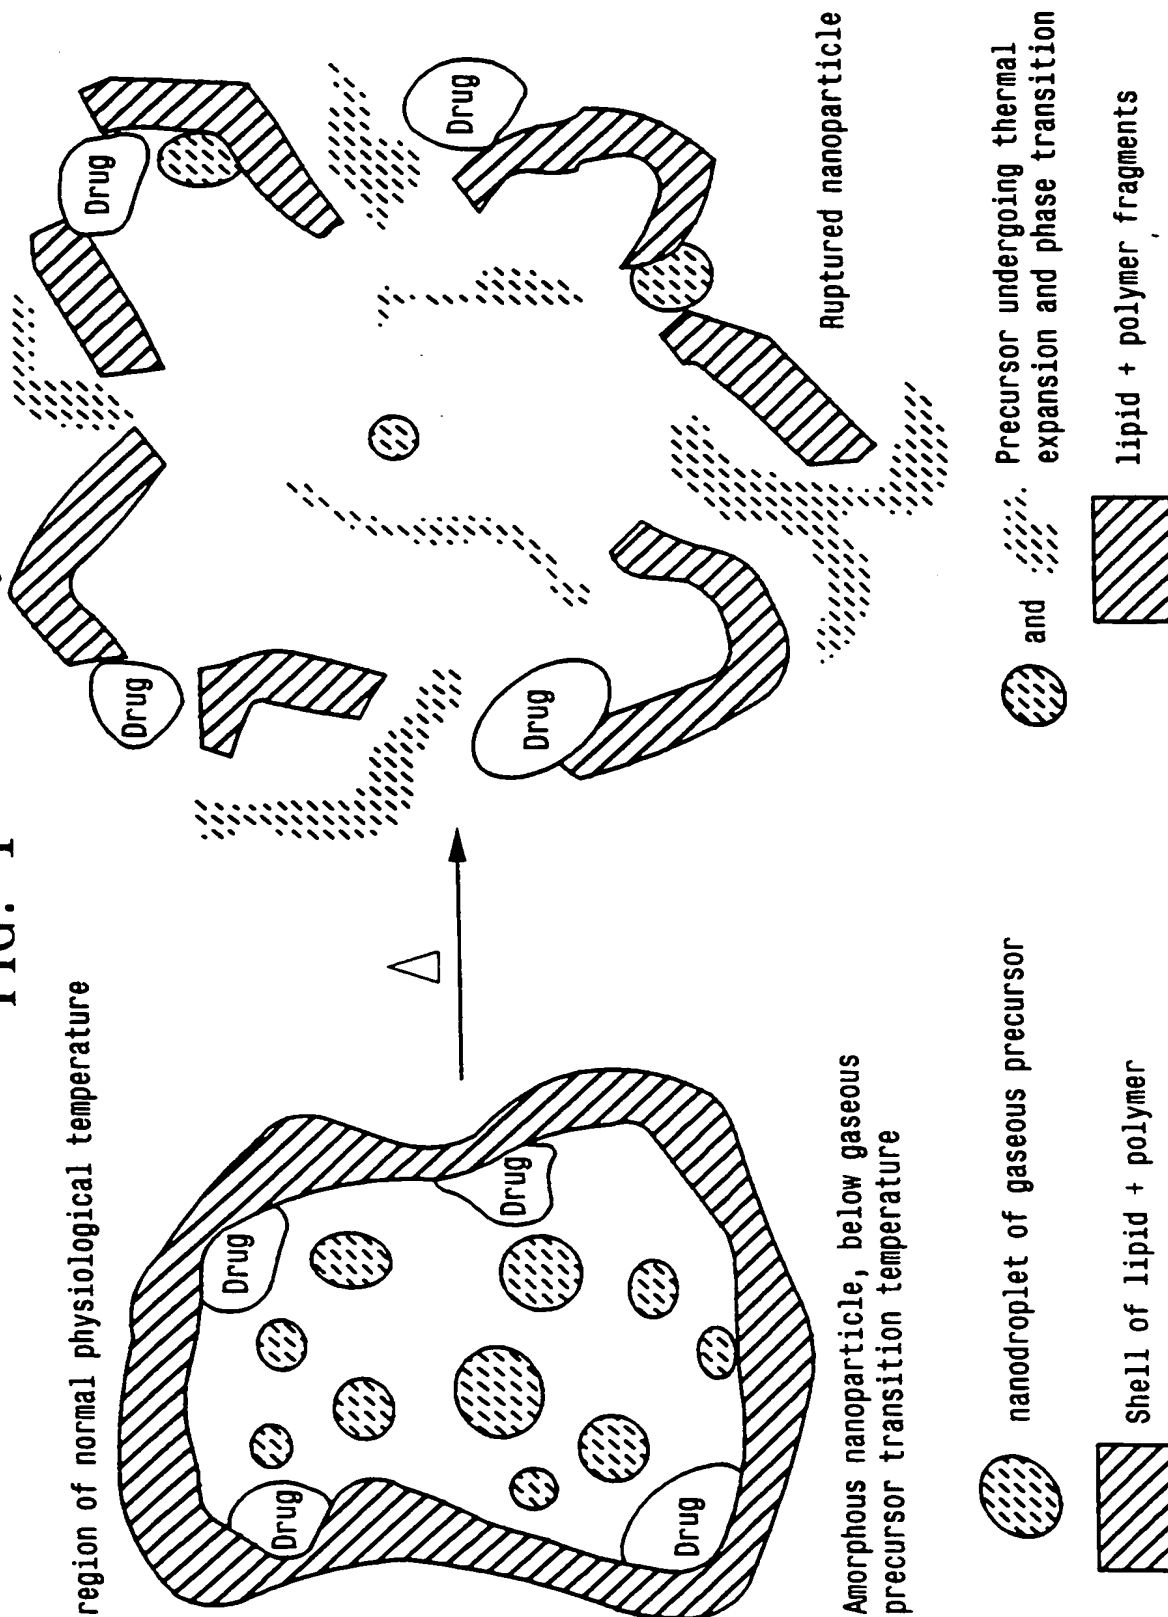 FIG. 1
region of normal physiological temperature
Drug
Drug
Drug
Drug
Amorphous nanoparticle, below gaseous
precursor transition temperature
nanodroplet of gaseous precursor
Shell of lipid + polymer
Δ
Drug
Drug
Drug
Drug
Ruptured nanoparticle
and
Precursor undergoing thermal
expansion and phase transition
lipid + polymer fragments